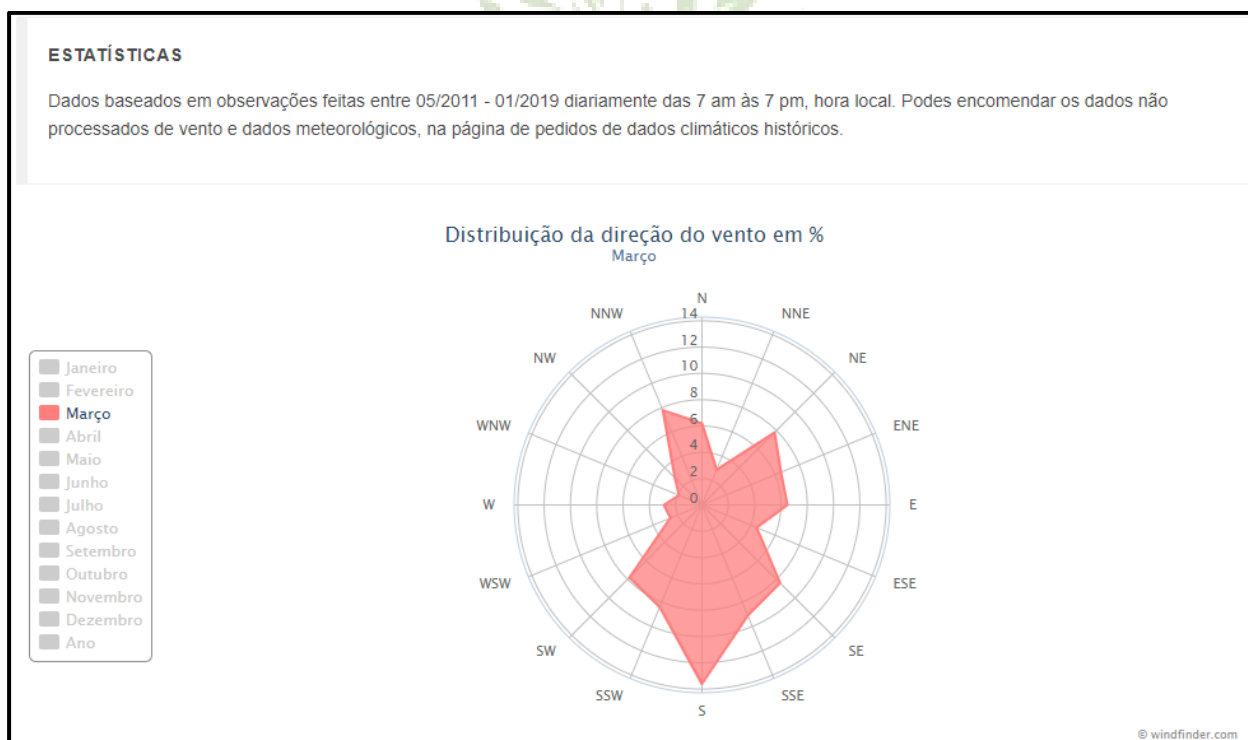 ESTATÍSTICAS
Dados baseados em observações feitas entre 05/2011 - 01/2019 diariamente das 7 am às 7 pm, hora local. Podes encomendar os dados não
processados de vento e dados meteorológicos, na página de pedidos de dados climáticos históricos.
Distribuição da direção do vento em %
Março
N
NNE
NE
ENE
E
ESE
SE
SSE
S
SSW
SW
WSW
W
WNW
NW
NNW
14
12
10
8
6
4
2
0
Janeiro
Fevereiro
Março
Abril
Maio
Junho
Julho
Agosto
Setembro
Outubro
Novembro
Dezembro
Ano
© windfinder.com